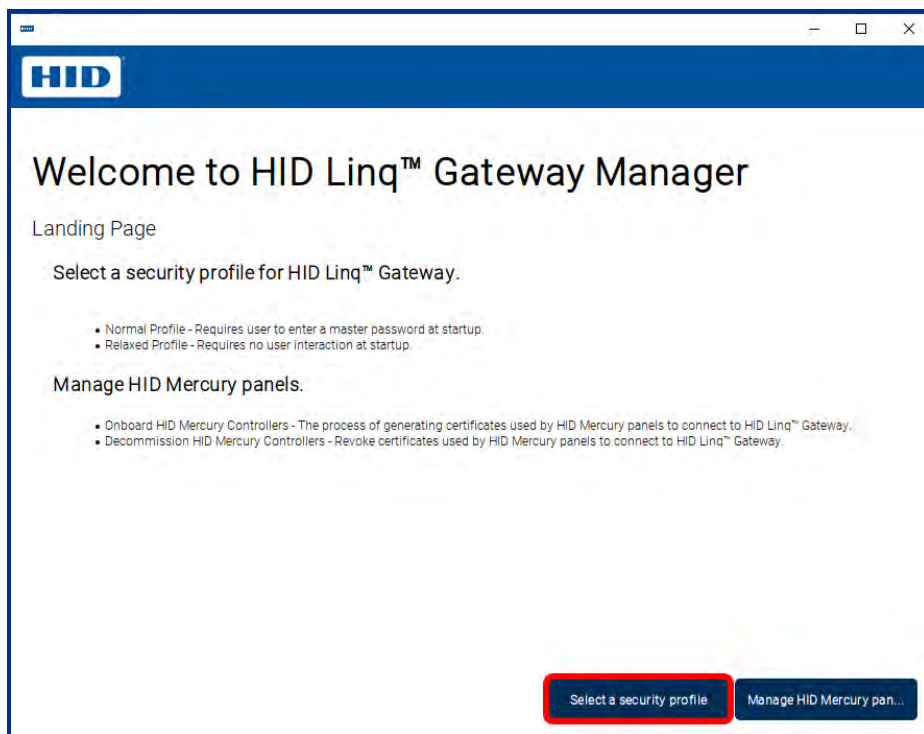 HID
Welcome to HID Linq™ Gateway Manager
Landing Page
Select a security profile for HID Linq™ Gateway.
• Normal Profile - Requires user to enter a master password at startup.
• Relaxed Profile - Requires no user interaction at startup.
Manage HID Mercury panels.
• Onboard HID Mercury Controllers - The process of generating certificates used by HID Mercury panels to connect to HID Linq™ Gateway.
• Decommission HID Mercury Controllers - Revoke certificates used by HID Mercury panels to connect to HID Linq™ Gateway.
Select a security profile
Manage HID Mercury pan...